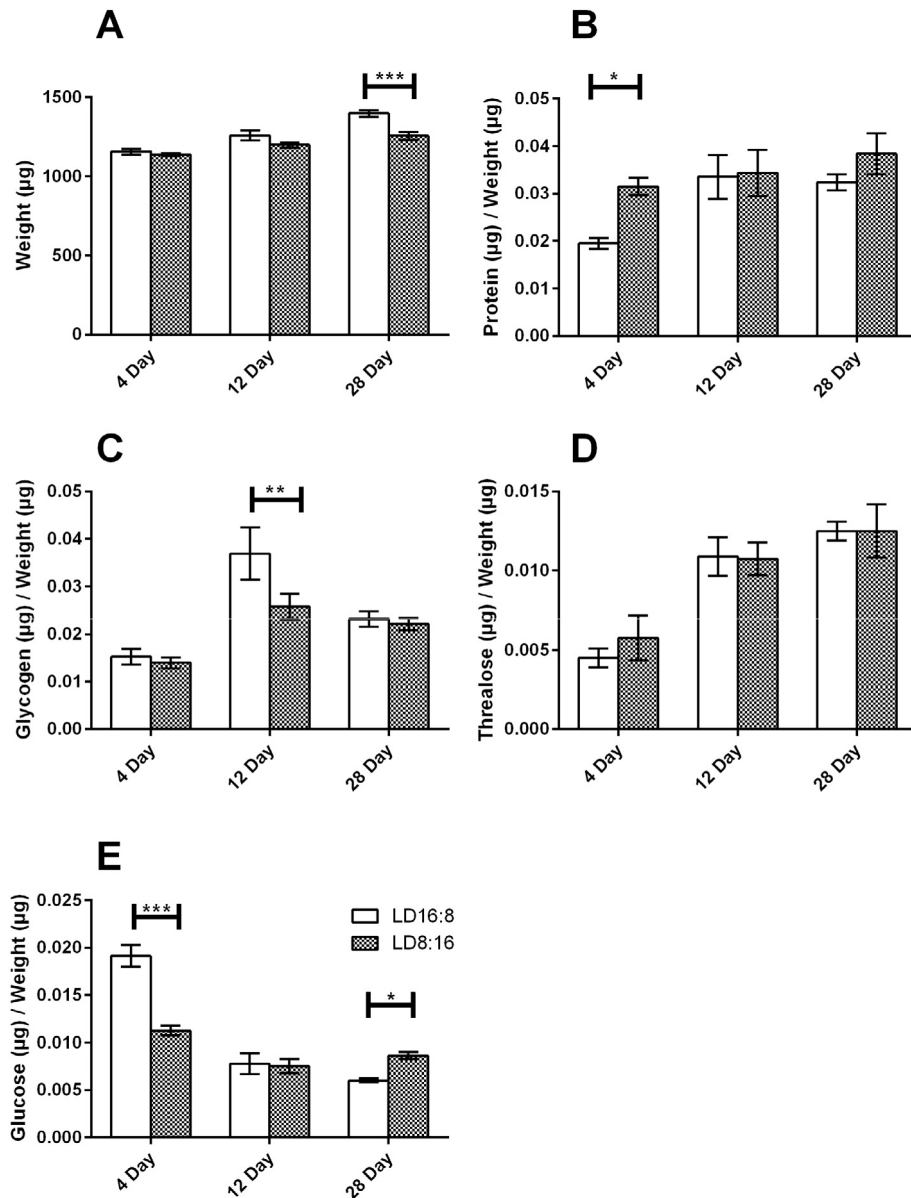 A
Weight (µg)
1500
1000
500
0
***
4 Day
12 Day
28 Day
B
Protein (µg) / Weight (µg)
0.05
0.04
0.03
0.02
0.01
0.00
*
4 Day
12 Day
28 Day
C
Glycogen (µg) / Weight (µg)
0.05
0.04
0.03
0.02
0.01
0.00
**
4 Day
12 Day
28 Day
D
Threalose (µg) / Weight (µg)
0.015
0.010
0.005
0.000
4 Day
12 Day
28 Day
E
Glucose (µg) / Weight (µg)
0.025
0.020
0.015
0.010
0.005
0.000
***
*
LD16:8
LD8:16
4 Day
12 Day
28 Day